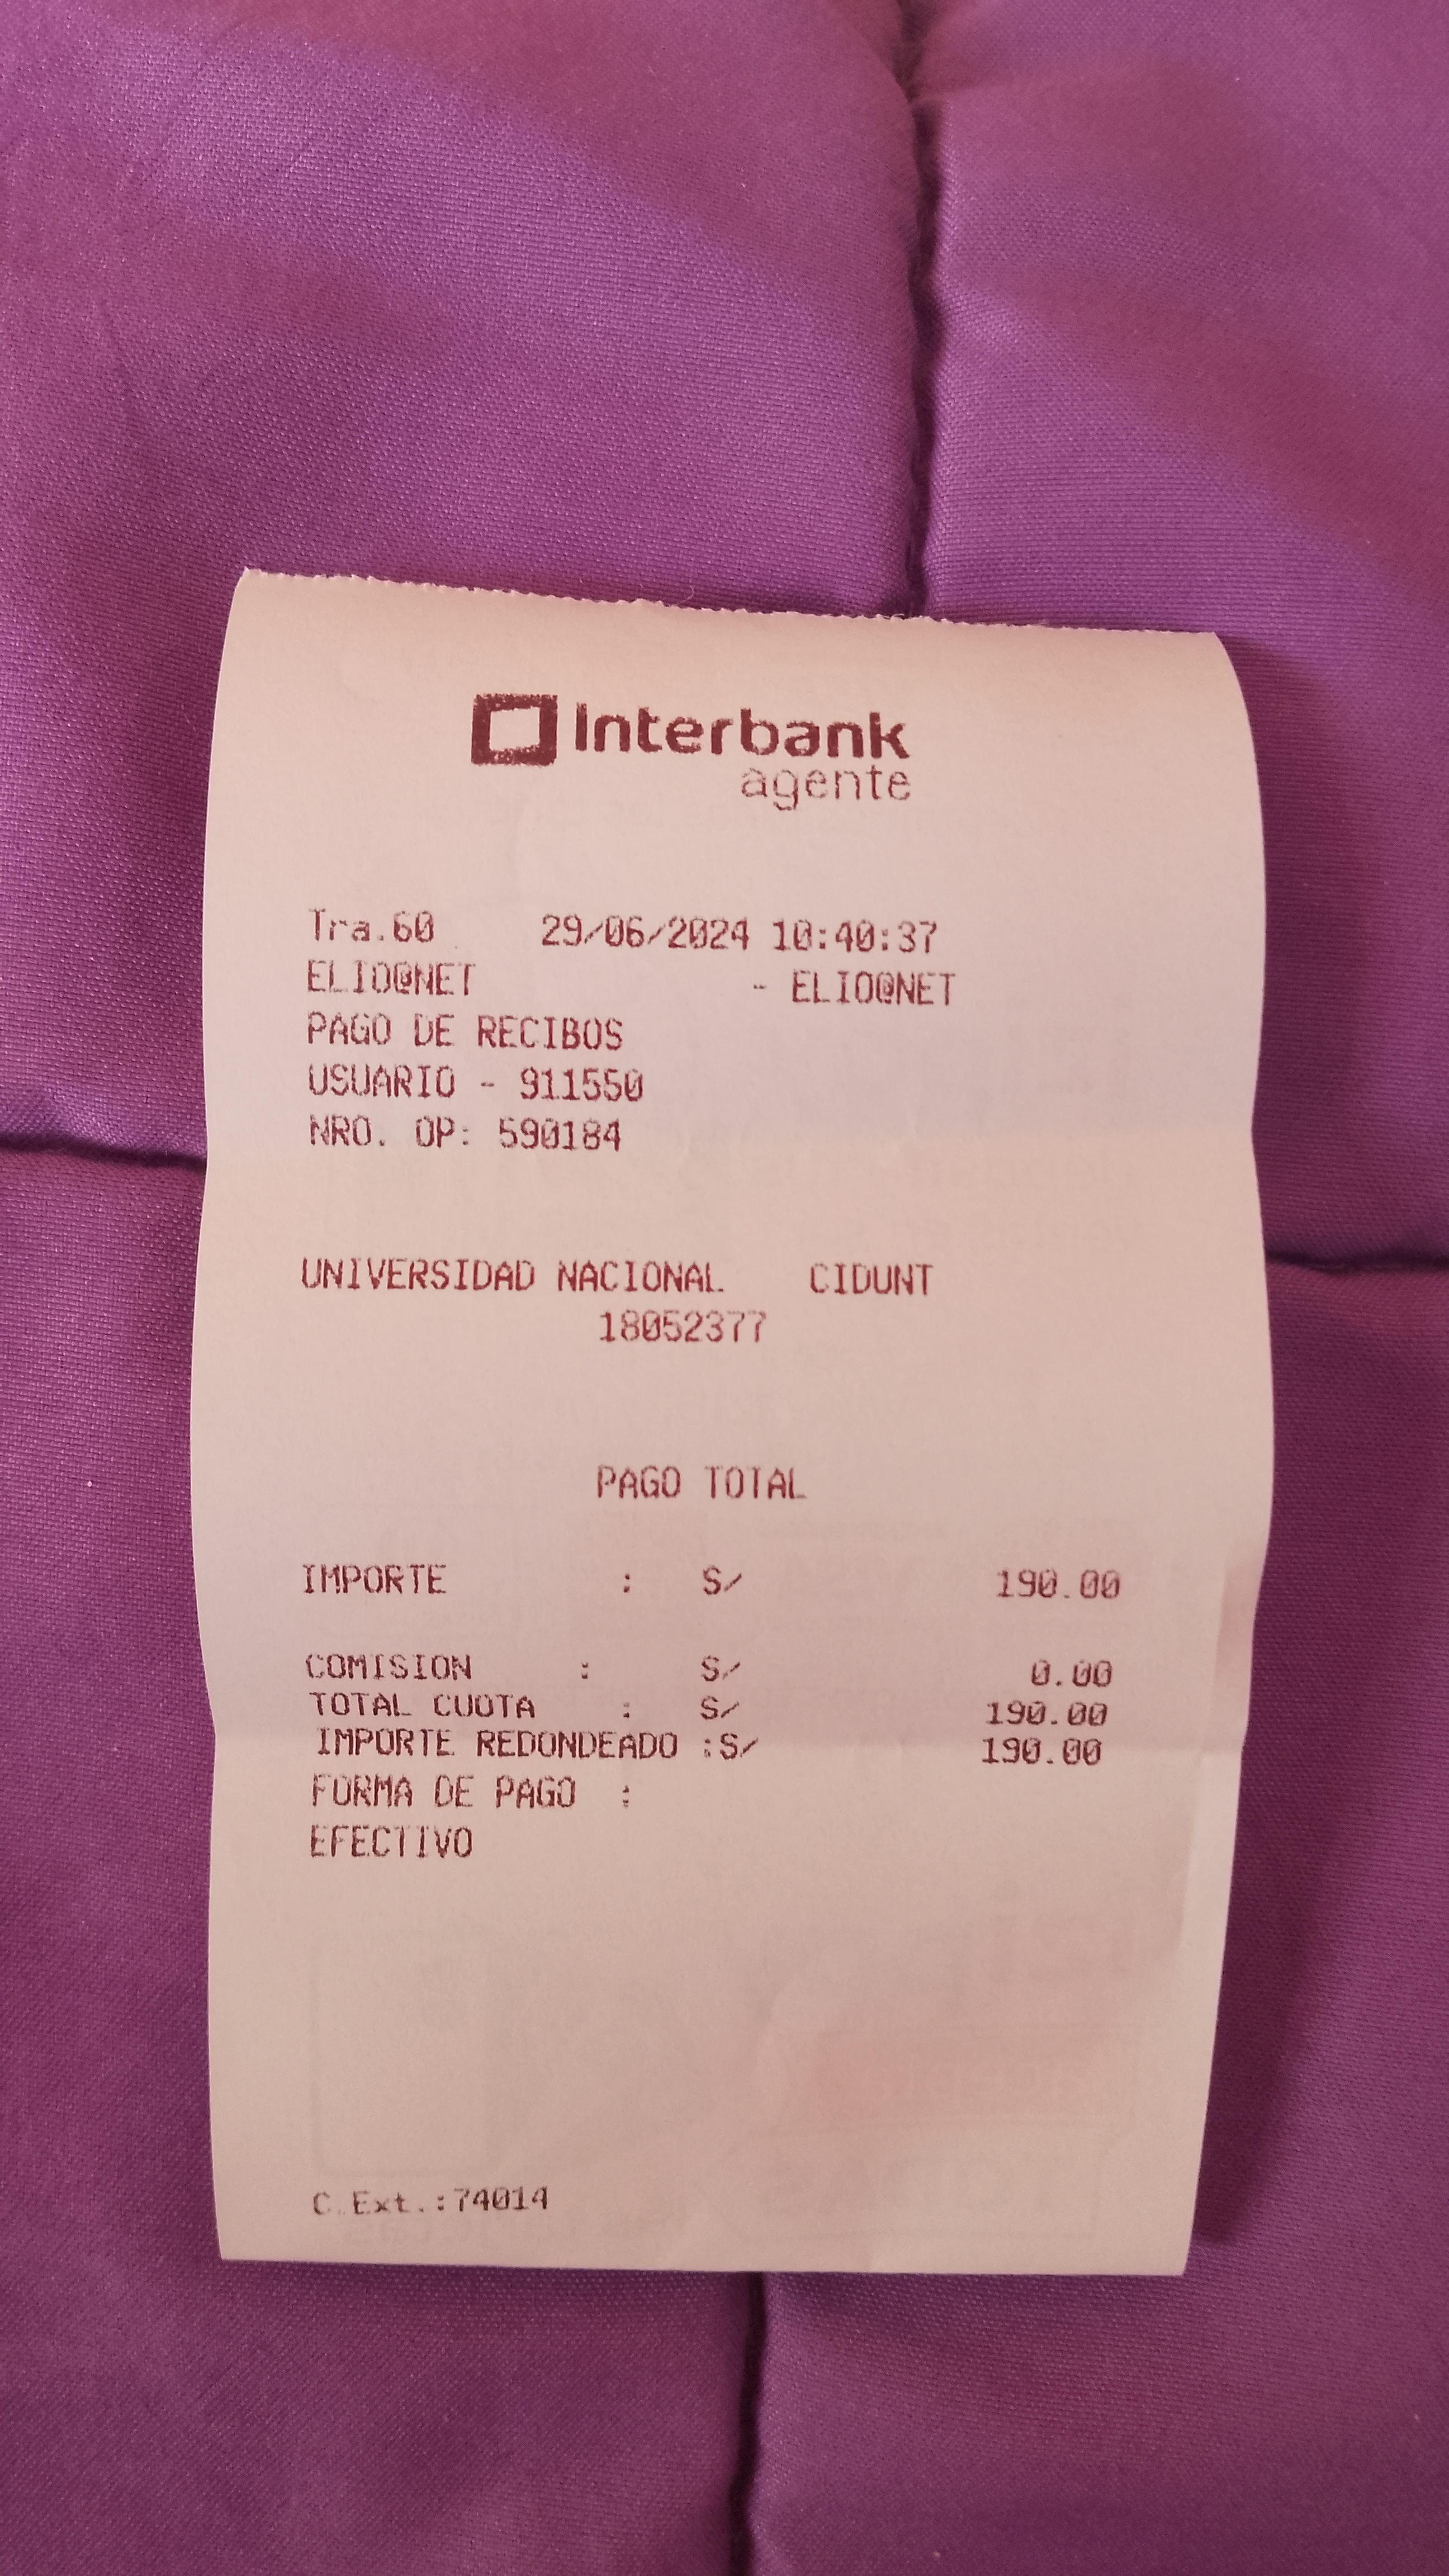 Interbank
agente
Tra.60 29/06/2024 10:40:37
ELIO@NET - ELIO@NET
PAGO DE RECIBOS
USUARIO - 911550
NRO. OP: 590184
UNIVERSIDAD NACIONAL CIDUNT
18052377
PAGO TOTAL
IMPORTE : S/ 190.00
COMISION : S/ 0.00
TOTAL CUOTA : S/ 190.00
IMPORTE REDONDEADO :S/ 190.00
FORMA DE PAGO :
EFECTIVO
C.Ext.:74014